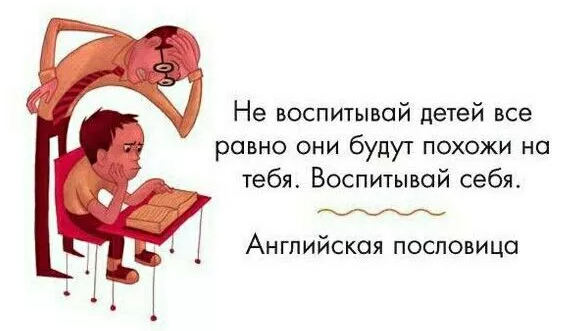 Не воспитывай детей все
равно они будут похожи на
тебя. Воспитывай себя.
Английская пословица